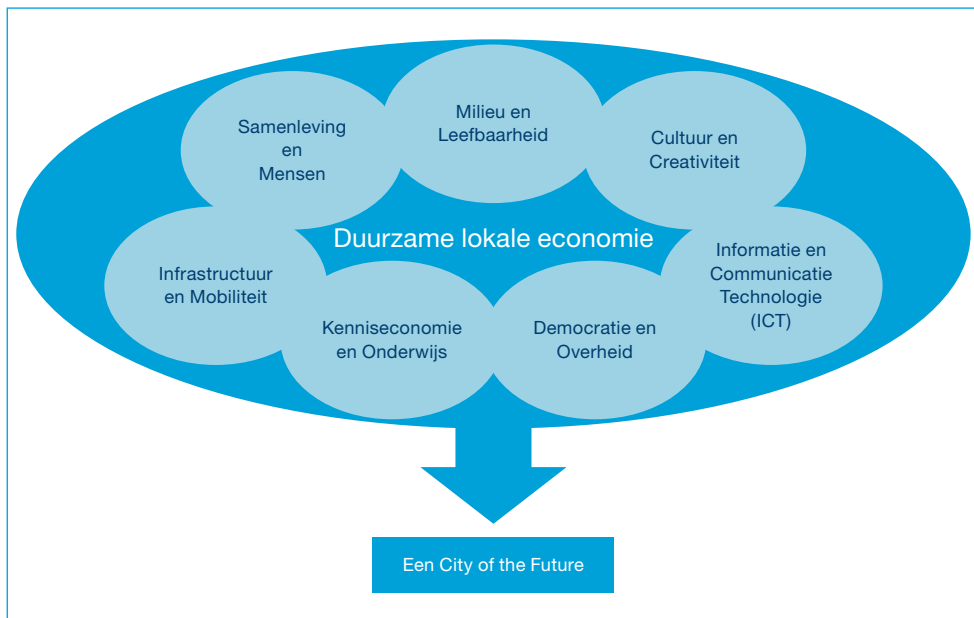 Samenleving
en
Mensen
Milieu en
Leefbaarheid
Cultuur en
Creativiteit
Duurzame lokale economie
Infrastructuur
en Mobiliteit
Informatie en
Communicatie
Technologie
(ICT)
Kenniseconomie
en Onderwijs
Democratie en
Overheid
Een City of the Future